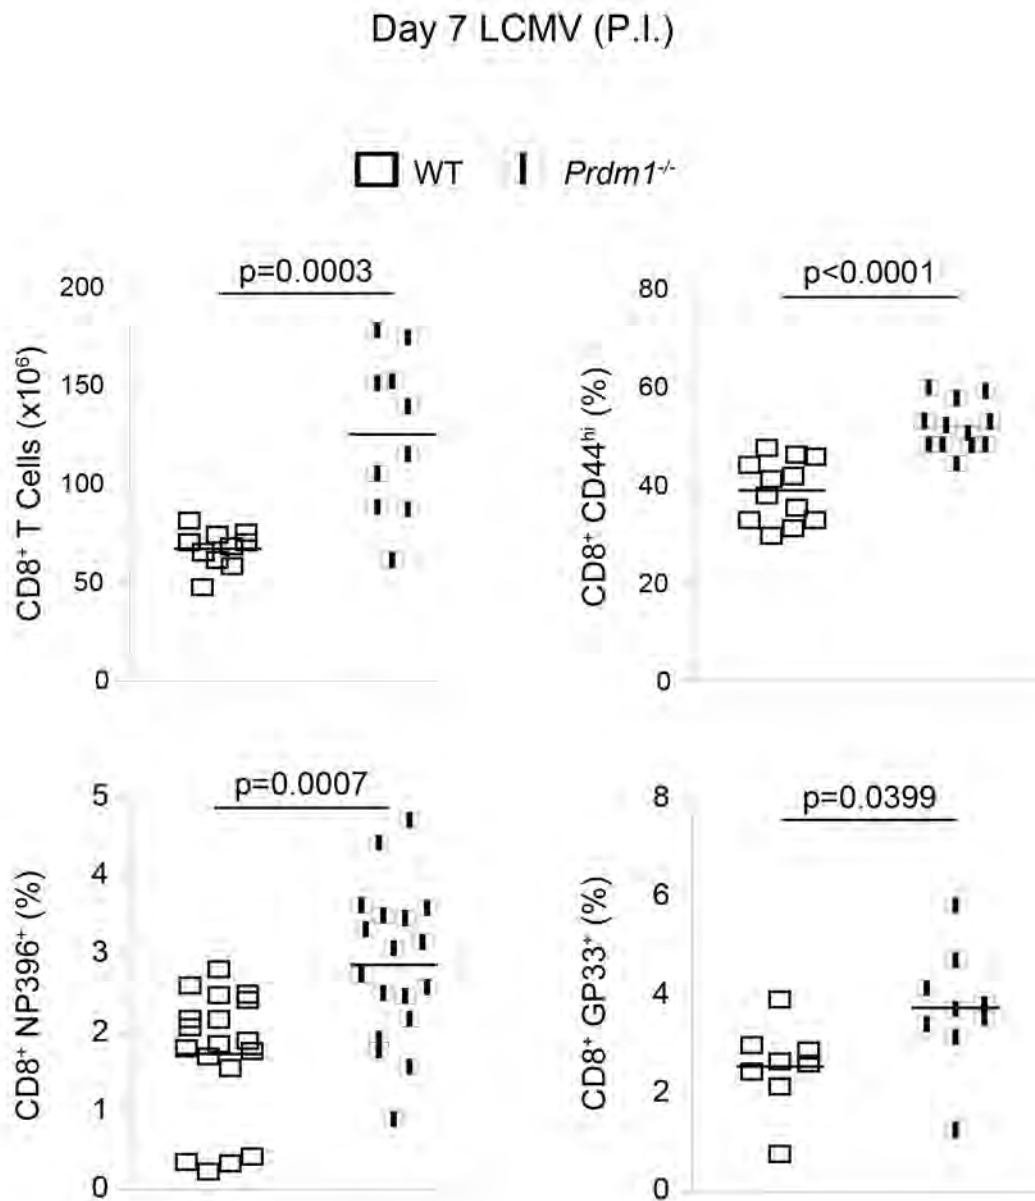 Day 7 LCMV (P.I.)
WT Prdm1-/-
p=0.0003
200
150
100
50
0
CD8+ T Cells (x10⁶)
p<0.0001
80
60
40
20
0
CD8+ CD44hi (%)
p=0.0007
5
4
3
2
1
0
CD8+ NP396+ (%)
p=0.0399
8
6
4
2
0
CD8+ GP33+ (%)